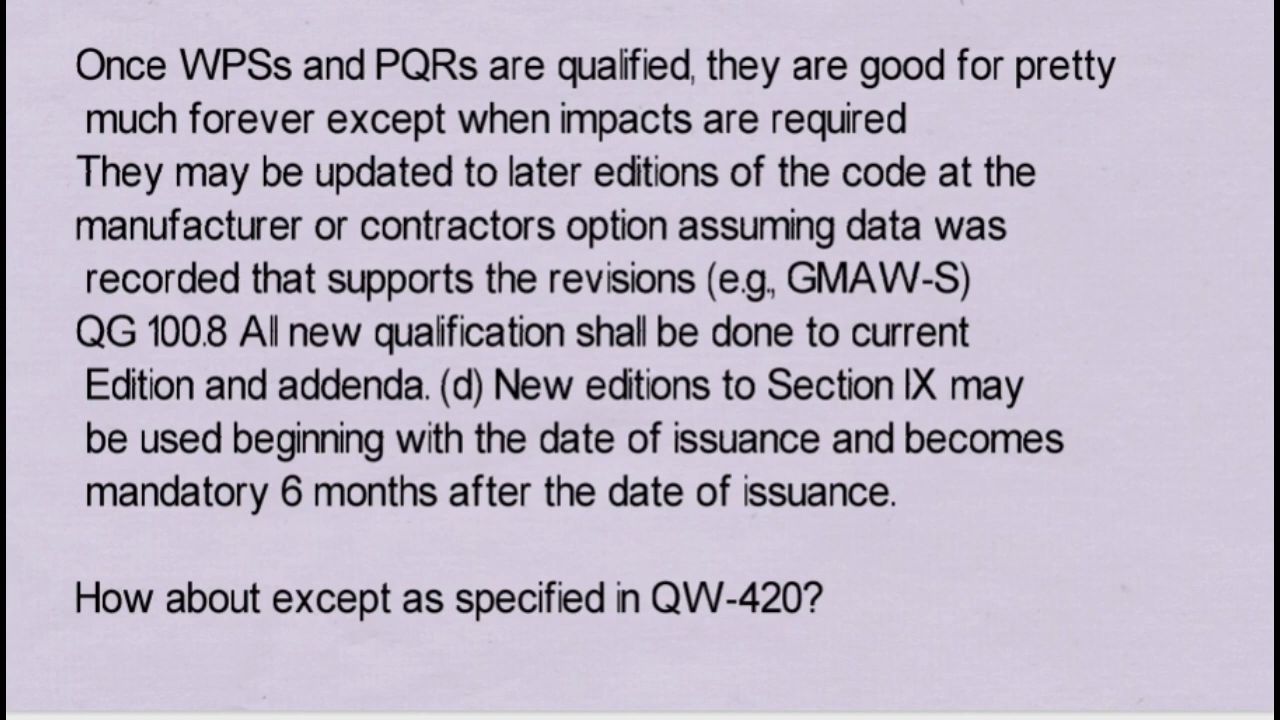 Once WPSs and PQRs are qualified, they are good for pretty
much forever except when impacts are required
They may be updated to later editions of the code at the
manufacturer or contractors option assuming data was
recorded that supports the revisions (e.g., GMAW-S)
QG 100.8 All new qualification shall be done to current
Edition and addenda. (d) New editions to Section IX may
be used beginning with the date of issuance and becomes
mandatory 6 months after the date of issuance.
How about except as specified in QW-420?